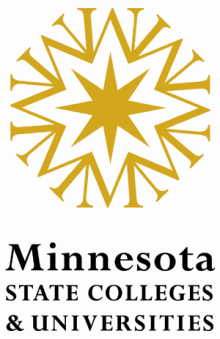 Minnesota
STATE COLLEGES
& UNIVERSITIES